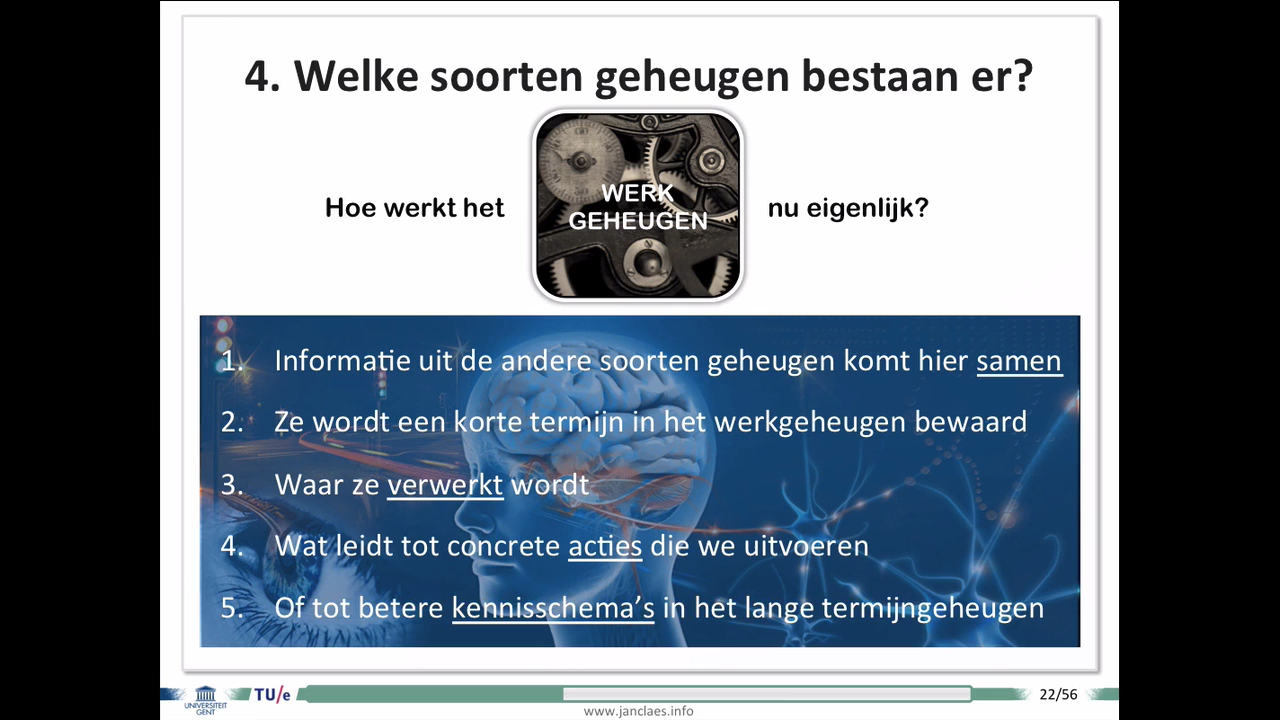 4. Welke soorten geheugen bestaan er?
Hoe werkt het
WERK
GEHEUGEN
nu eigenlijk?
1. Informatie uit de andere soorten geheugen komt hier samen
2. Ze wordt een korte termijn in het werkgeheugen bewaard
3. Waar ze verwerkt wordt
4. Wat leidt tot concrete acties die we uitvoeren
5. Of tot betere kennisschema’s in het lange termijngeheugen
UNIVERSITEIT
GENT
TU/e
22/56
www.janclaes.info